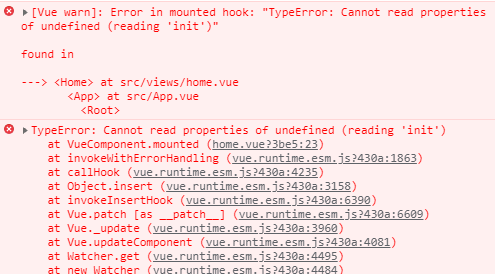 ▶[Vue warn]: Error in mounted hook: "TypeError: Cannot read properties
of undefined (reading 'init')"
found in
---> <Home> at src/views/home.vue
<App> at src/App.vue
<Root>
▶TypeError: Cannot read properties of undefined (reading 'init')
at VueComponent.mounted (home.vue?3be5:23)
at invokeWithErrorHandling (vue.runtime.esm.js?430a:1863)
at callHook (vue.runtime.esm.js?430a:4235)
at Object.insert (vue.runtime.esm.js?430a:3158)
at invokeInsertHook (vue.runtime.esm.js?430a:6390)
at Vue.patch [as __patch__] (vue.runtime.esm.js?430a:6609)
at Vue._update (vue.runtime.esm.js?430a:3960)
at Vue.updateComponent (vue.runtime.esm.js?430a:4081)
at Watcher.get (vue.runtime.esm.js?430a:4495)
at new Watcher (vue.runtime.esm.js?430a:4484)